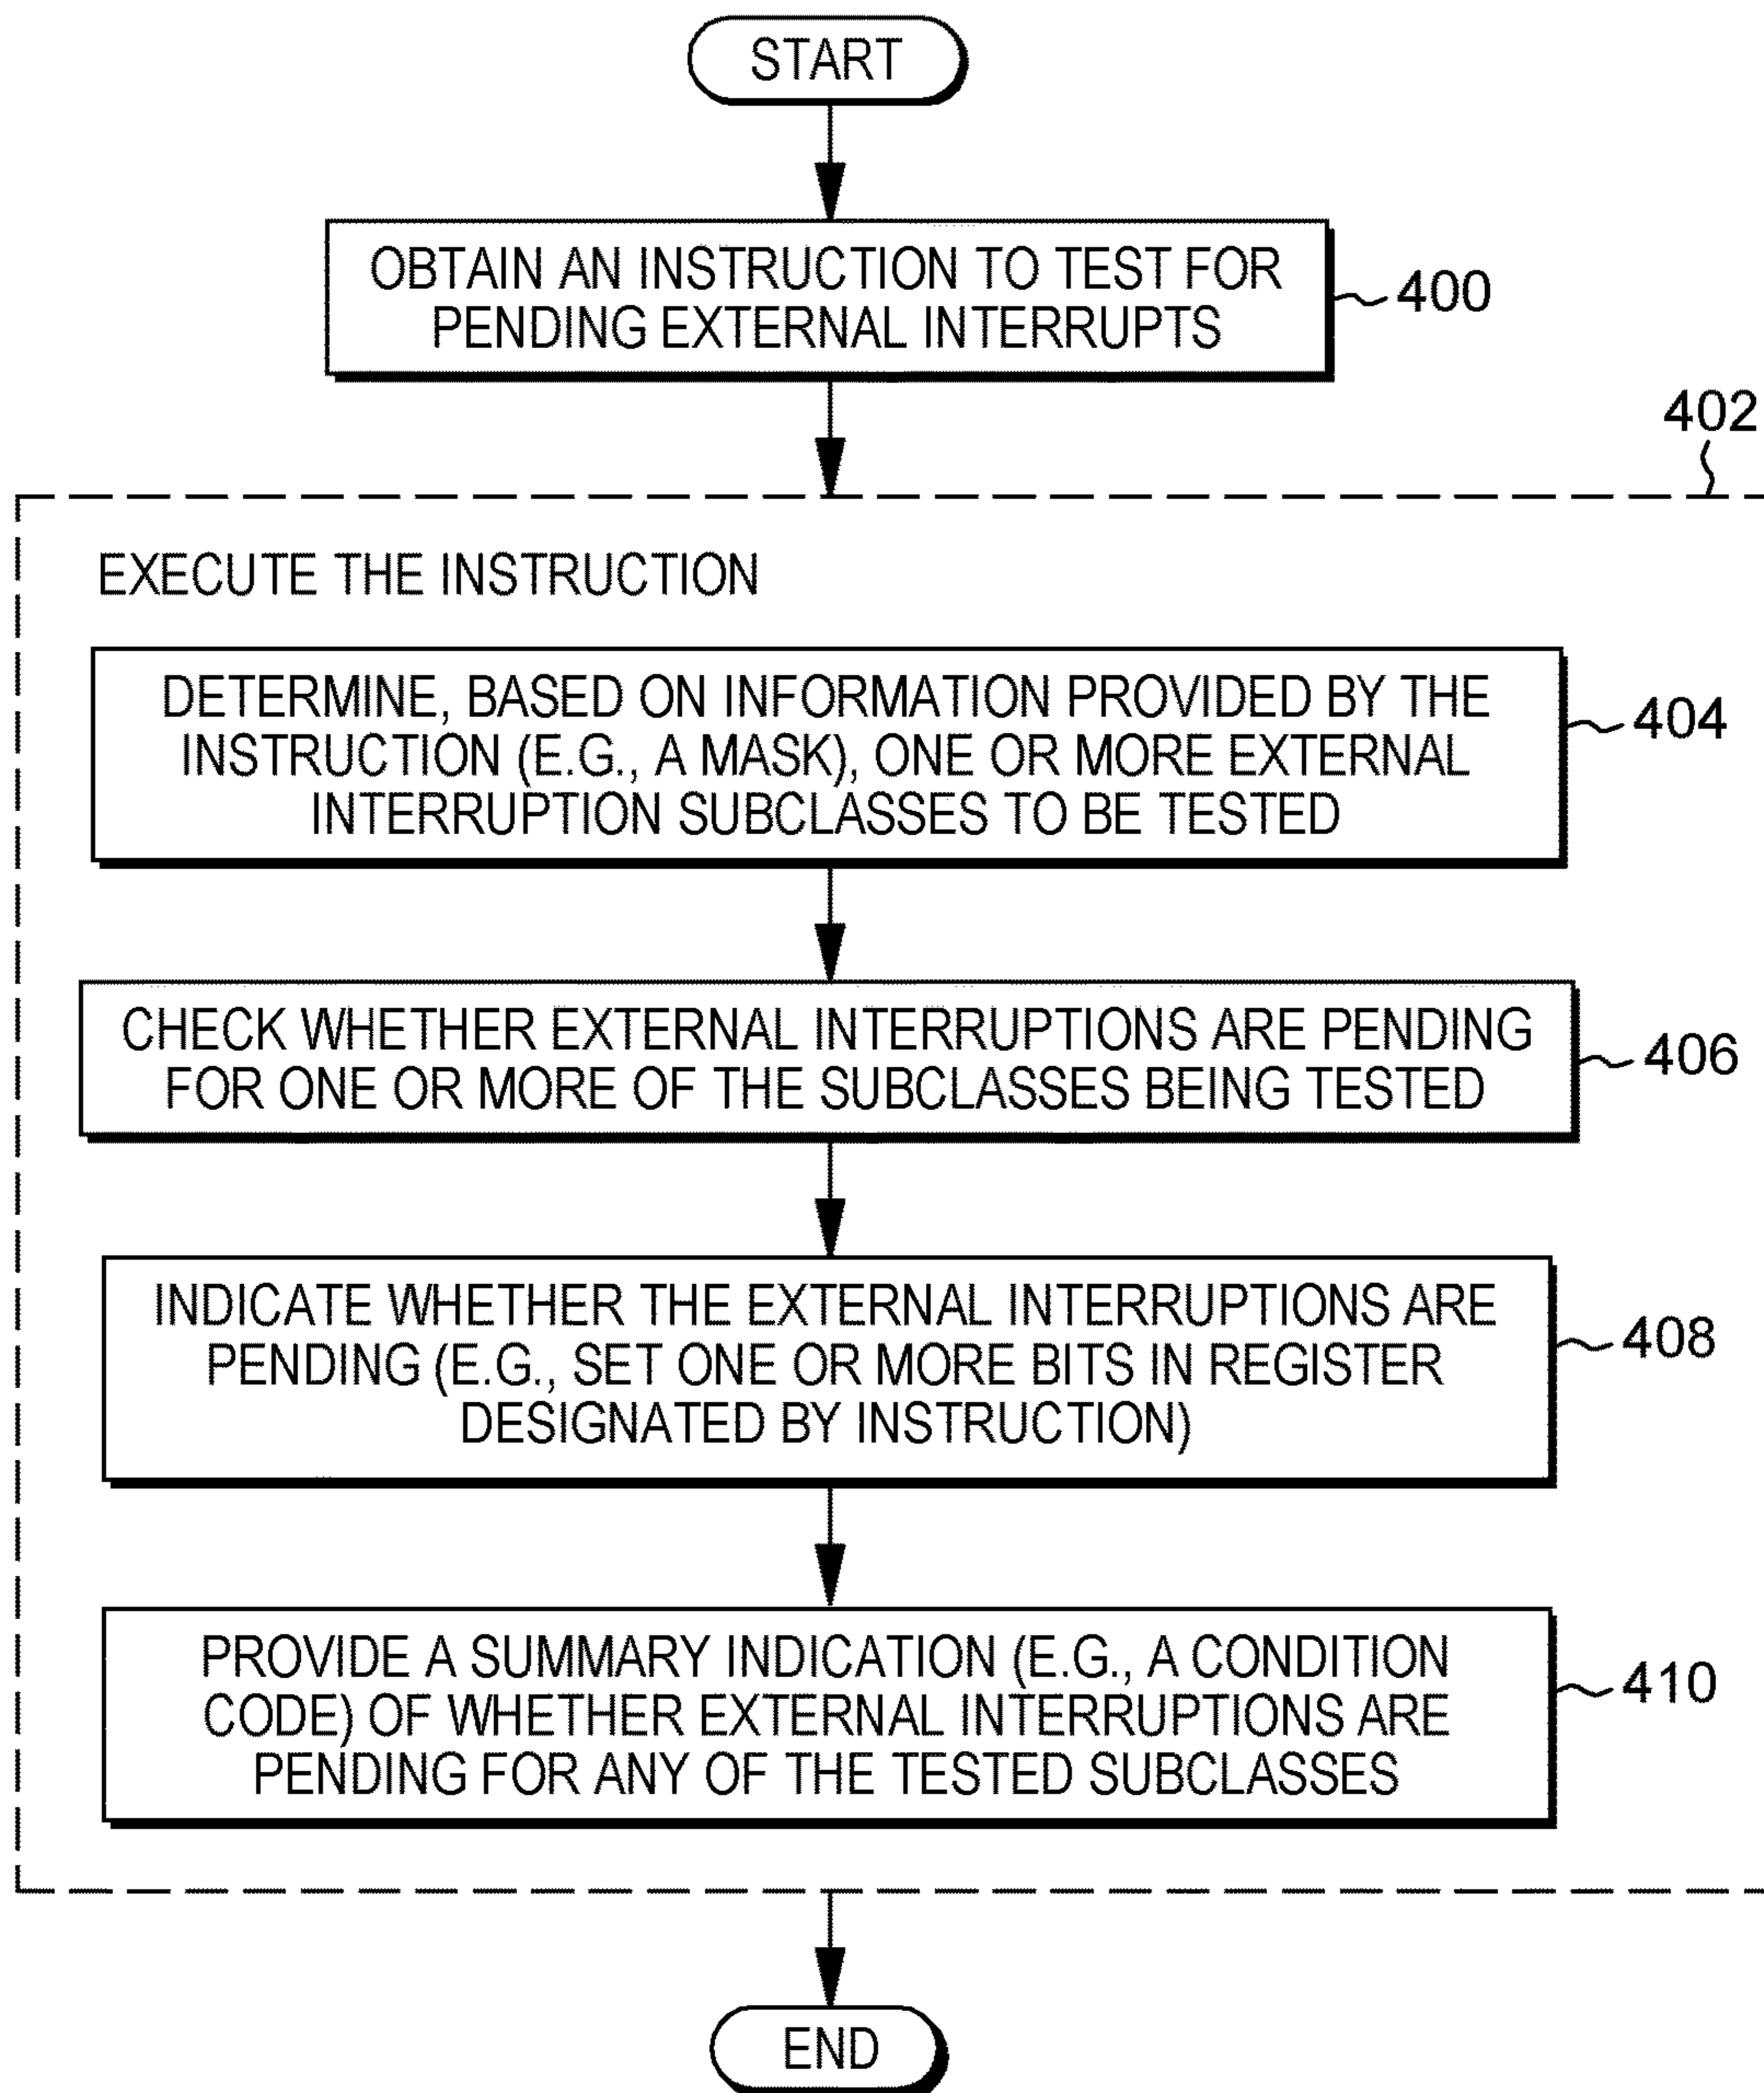 START
OBTAIN AN INSTRUCTION TO TEST FOR
PENDING EXTERNAL INTERRUPTS
400
402
EXECUTE THE INSTRUCTION
DETERMINE, BASED ON INFORMATION PROVIDED BY THE
INSTRUCTION (E.G., A MASK), ONE OR MORE EXTERNAL
INTERRUPTION SUBCLASSES TO BE TESTED
404
CHECK WHETHER EXTERNAL INTERRUPTIONS ARE PENDING
FOR ONE OR MORE OF THE SUBCLASSES BEING TESTED
406
INDICATE WHETHER THE EXTERNAL INTERRUPTIONS ARE
PENDING (E.G., SET ONE OR MORE BITS IN REGISTER
DESIGNATED BY INSTRUCTION)
408
PROVIDE A SUMMARY INDICATION (E.G., A CONDITION
CODE) OF WHETHER EXTERNAL INTERRUPTIONS ARE
PENDING FOR ANY OF THE TESTED SUBCLASSES
410
END